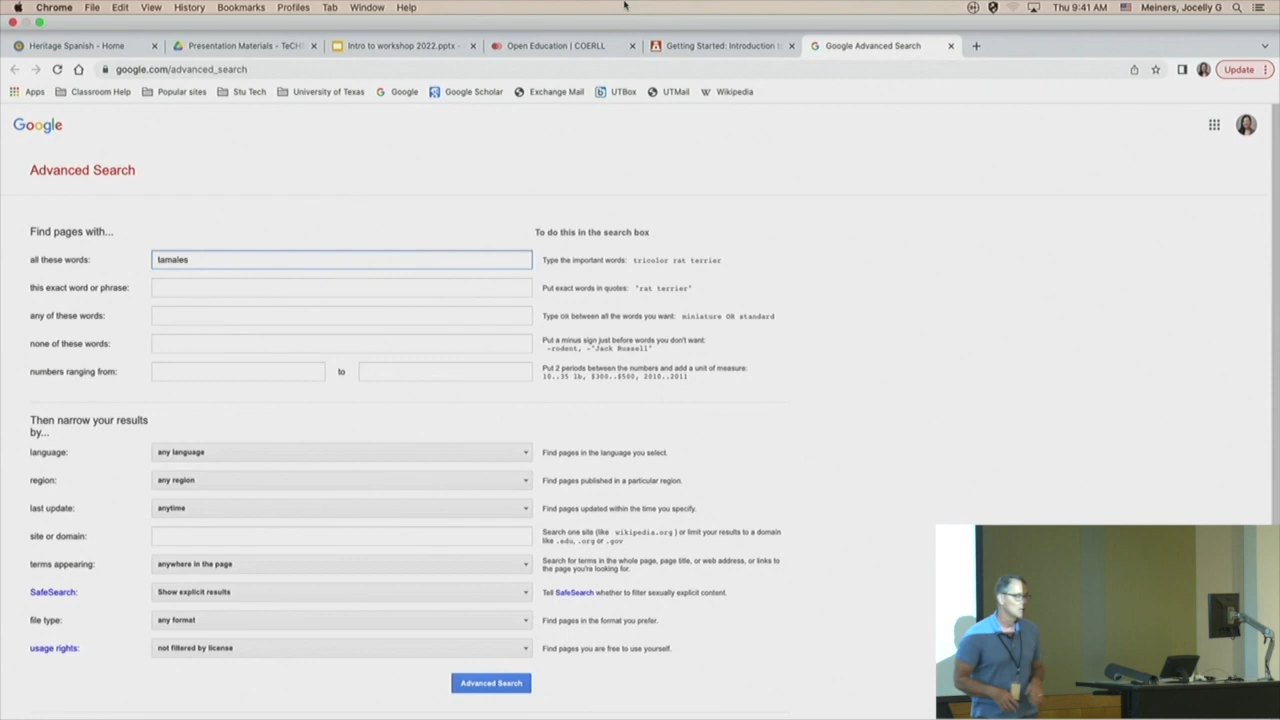 Chrome File Edit View History Bookmarks Profiles Tab Window Help Thu 9:41 AM Meiners, Jocelly G
Heritage Spanish - Home Presentation Materials - TeCH Intro to workshop 2022.pptx - Open Education | COERLL Getting Started: Introduction t Google Advanced Search
google.com/advanced_search Update
Apps Classroom Help Popular sites Stu Tech University of Texas Google Google Scholar Exchange Mail UTBox UTMail Wikipedia
Google
Advanced Search
Find pages with... To do this in the search box
all these words: tamales Type the important words: tricolor rat terrier
this exact word or phrase: Put exact words in quotes: "rat terrier"
any of these words: Type OR between all the words you want: miniature OR standard
none of these words: Put a minus sign just before words you don't want:
-rodent, -"Jack Russell"
numbers ranging from: to Put 2 periods between the numbers and add a unit of measure:
10..35 lb, $300..$500, 2010..2011
Then narrow your results
by...
language: any language Find pages in the language you select.
region: any region Find pages published in a particular region.
last update: anytime Find pages updated within the time you specify.
site or domain: Search one site (like wikipedia.org ) or limit your results to a domain
like .edu, .org or .gov
terms appearing: anywhere in the page Search for terms in the whole page, page title, or web address, or links to
the page you're looking for.
SafeSearch: Show explicit results Tell SafeSearch whether to filter sexually explicit content.
file type: any format Find pages in the format you prefer.
usage rights: not filtered by license Find pages you are free to use yourself.
Advanced Search